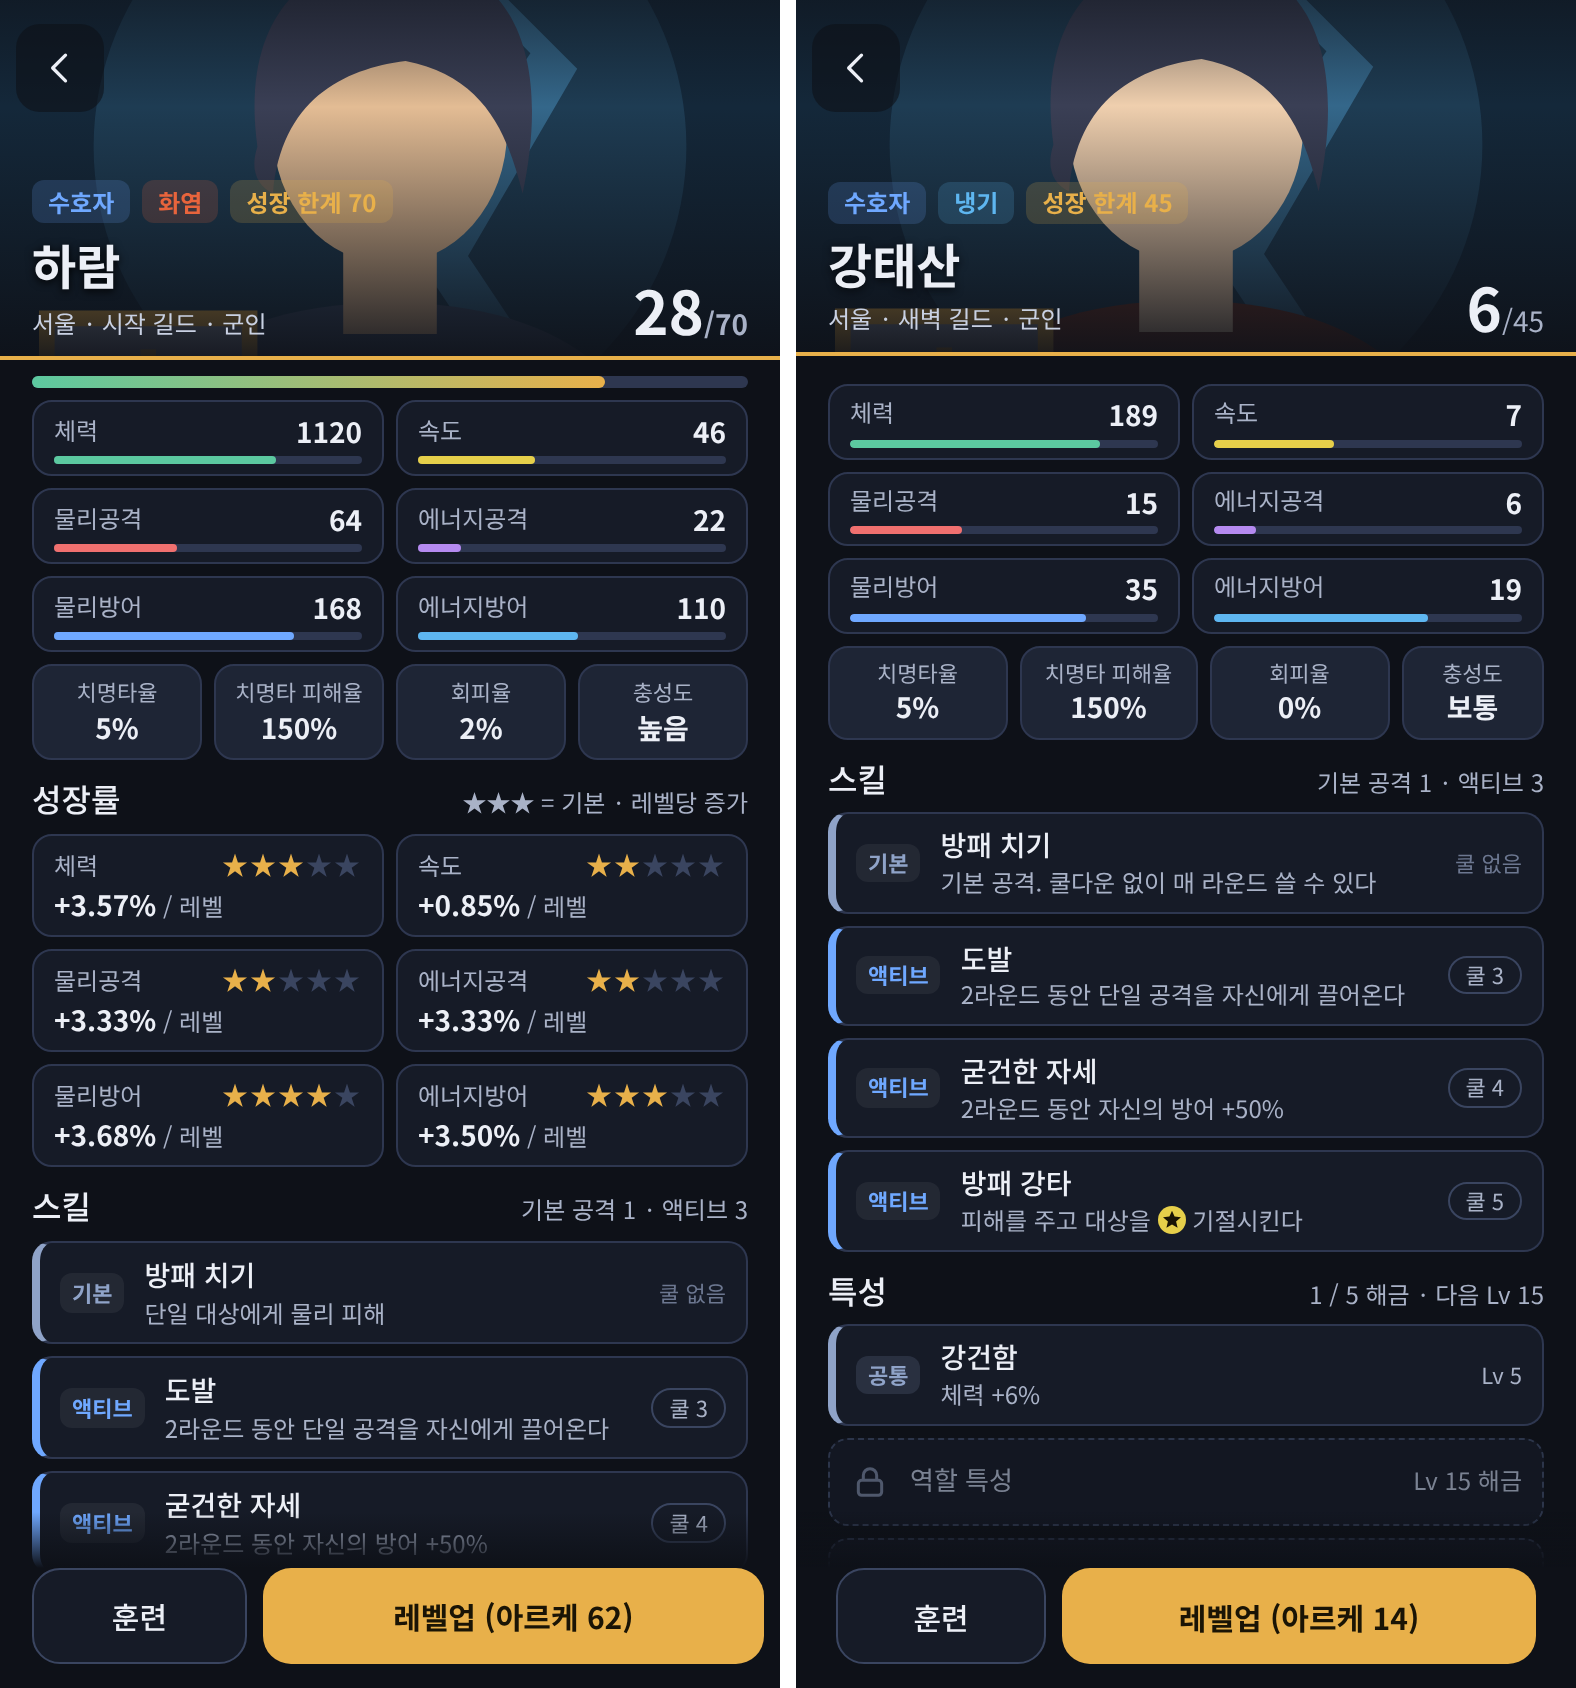 수호자 화염 성장 한계 70
하람
서울 · 시작 길드 · 군인
28/70
체력 1120
속도 46
물리공격 64
에너지공격 22
물리방어 168
에너지방어 110
치명타율 5%
치명타 피해율 150%
회피율 2%
충성도 높음
성장률 ★★★ = 기본 · 레벨당 증가
체력 ★★★★★
+3.57% / 레벨
속도 ★★★★★
+0.85% / 레벨
물리공격 ★★★★★
+3.33% / 레벨
에너지공격 ★★★★★
+3.33% / 레벨
물리방어 ★★★★★
+3.68% / 레벨
에너지방어 ★★★★★
+3.50% / 레벨
스킬 기본 공격 1 · 액티브 3
기본 방패 치기 쿨 없음
단일 대상에게 물리 피해
액티브 도발 쿨 3
2라운드 동안 단일 공격을 자신에게 끌어온다
액티브 굳건한 자세 쿨 4
2라운드 동안 자신의 방어 +50%
훈련 레벨업 (아르케 62)
수호자 냉기 성장 한계 45
강태산
서울 · 새벽 길드 · 군인
6/45
체력 189
속도 7
물리공격 15
에너지공격 6
물리방어 35
에너지방어 19
치명타율 5%
치명타 피해율 150%
회피율 0%
충성도 보통
스킬 기본 공격 1 · 액티브 3
기본 방패 치기 쿨 없음
기본 공격. 쿨다운 없이 매 라운드 쓸 수 있다
액티브 도발 쿨 3
2라운드 동안 단일 공격을 자신에게 끌어온다
액티브 굳건한 자세 쿨 4
2라운드 동안 자신의 방어 +50%
액티브 방패 강타 쿨 5
피해를 주고 대상을 ★ 기절시킨다
특성 1 / 5 해금 · 다음 Lv 15
공통 강건함 Lv 5
체력 +6%
역할 특성 Lv 15 해금
훈련 레벨업 (아르케 14)